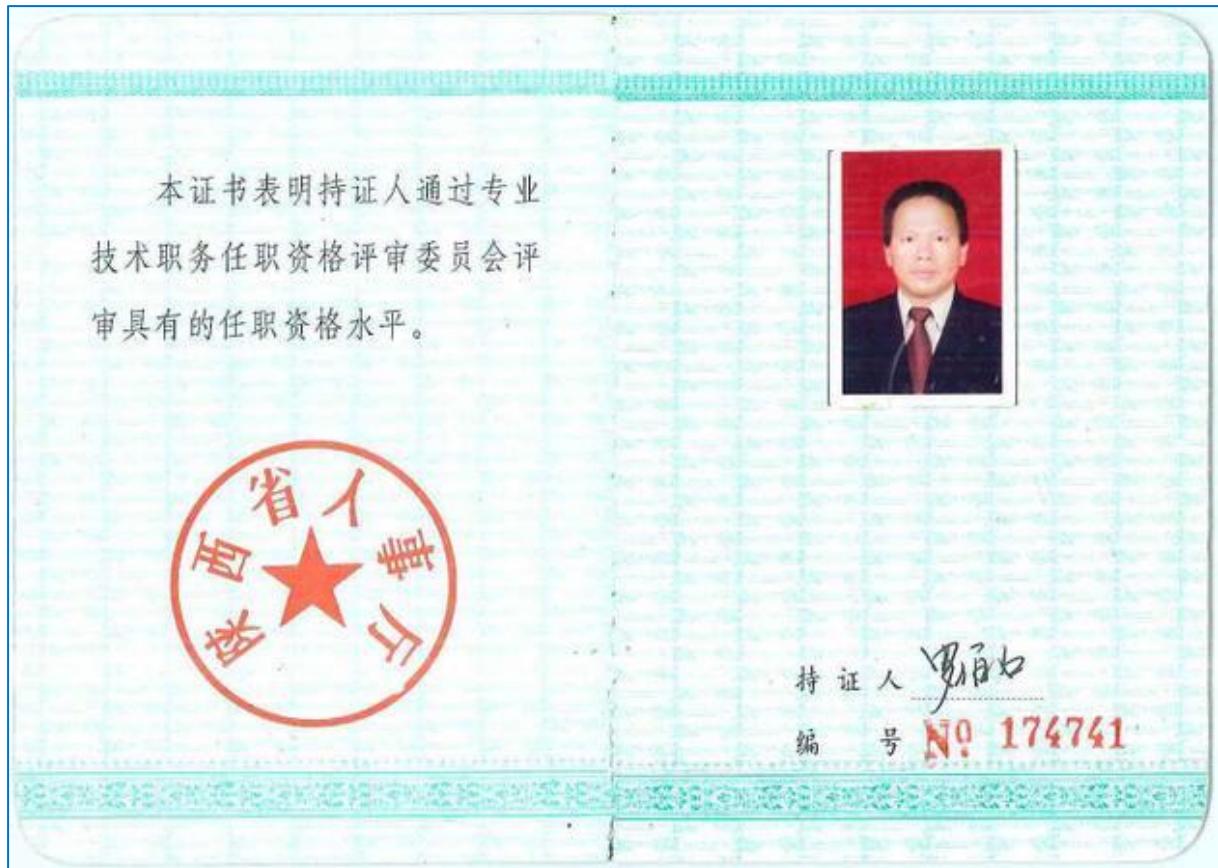 本证书表明持证人通过专业
技术职务任职资格评审委员会评
审具有的任职资格水平。
陕西省人事厅
持证人
编 号 № 174741